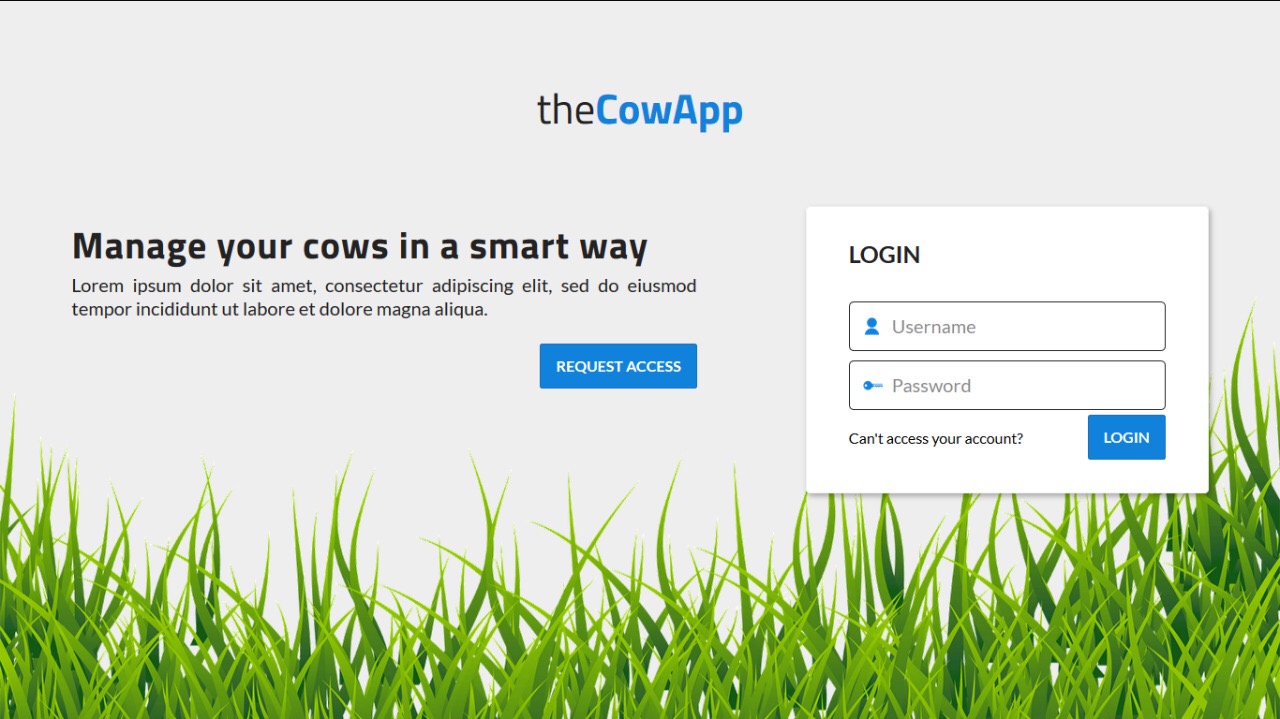 theCowApp
Manage your cows in a smart way
Lorem ipsum dolor sit amet, consectetur adipiscing elit, sed do eiusmod
tempor incididunt ut labore et dolore magna aliqua.
REQUEST ACCESS
LOGIN
Username
Password
Can't access your account?
LOGIN